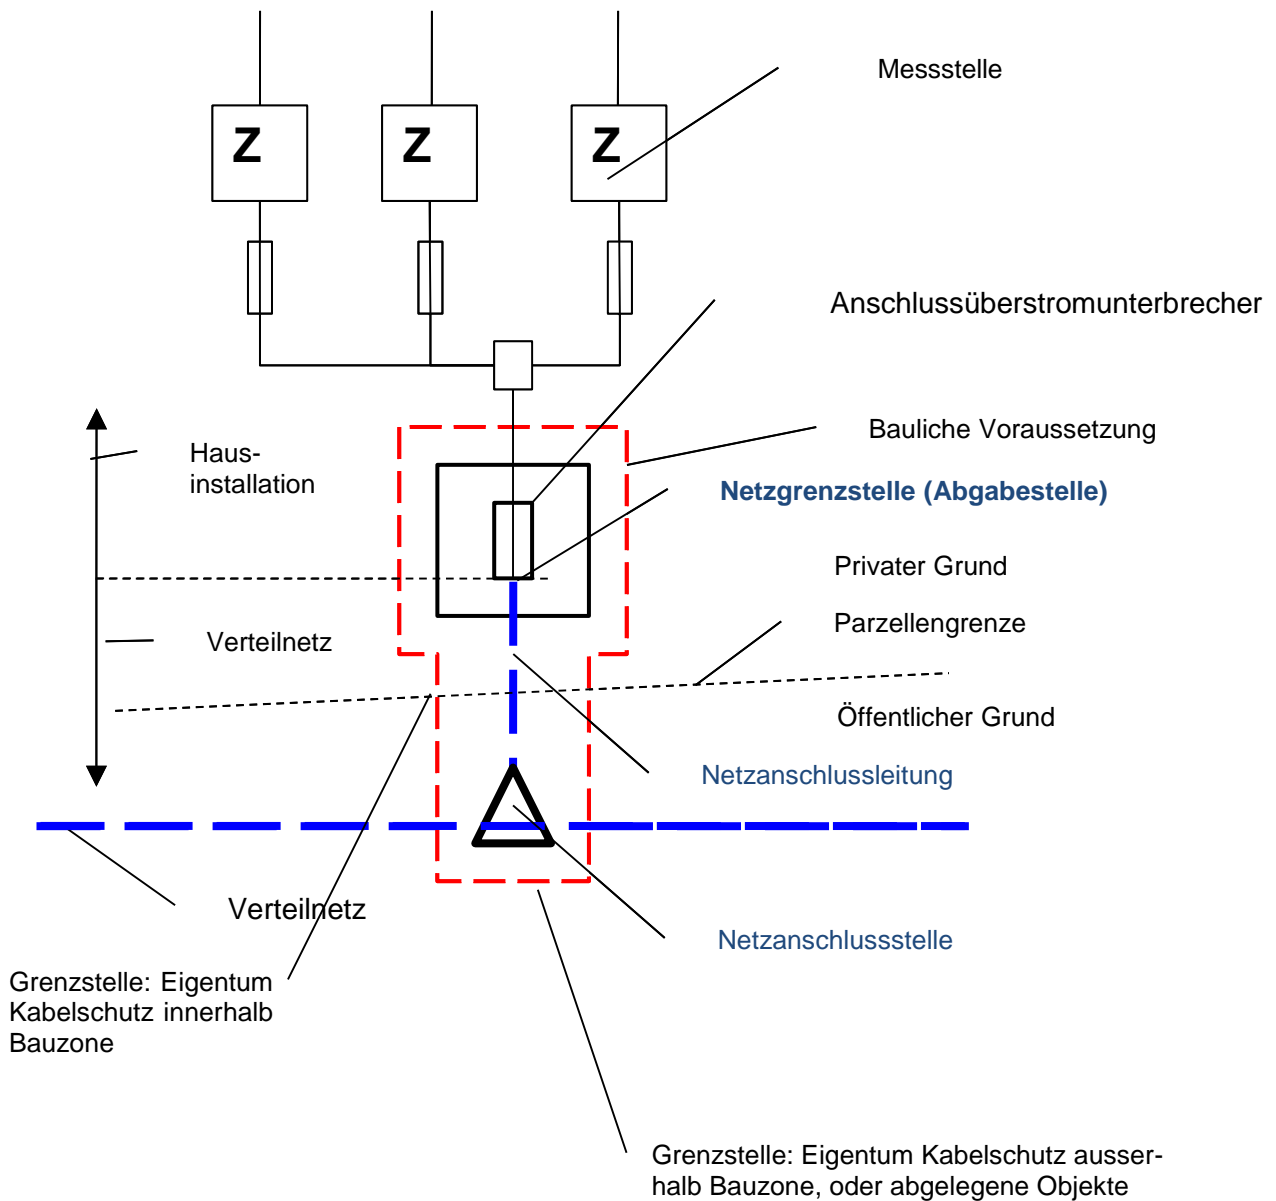 Messstelle
Z Z Z
Anschlussüberstromunterbrecher
Bauliche Voraussetzung
Haus-
installation
Netzgrenzstelle (Abgabestelle)
Privater Grund
Parzellengrenze
Verteilnetz
Öffentlicher Grund
Netzanschlussleitung
Verteilnetz
Netzanschlussstelle
Grenzstelle: Eigentum
Kabelschutz innerhalb
Bauzone
Grenzstelle: Eigentum Kabelschutz ausser-
halb Bauzone, oder abgelegene Objekte